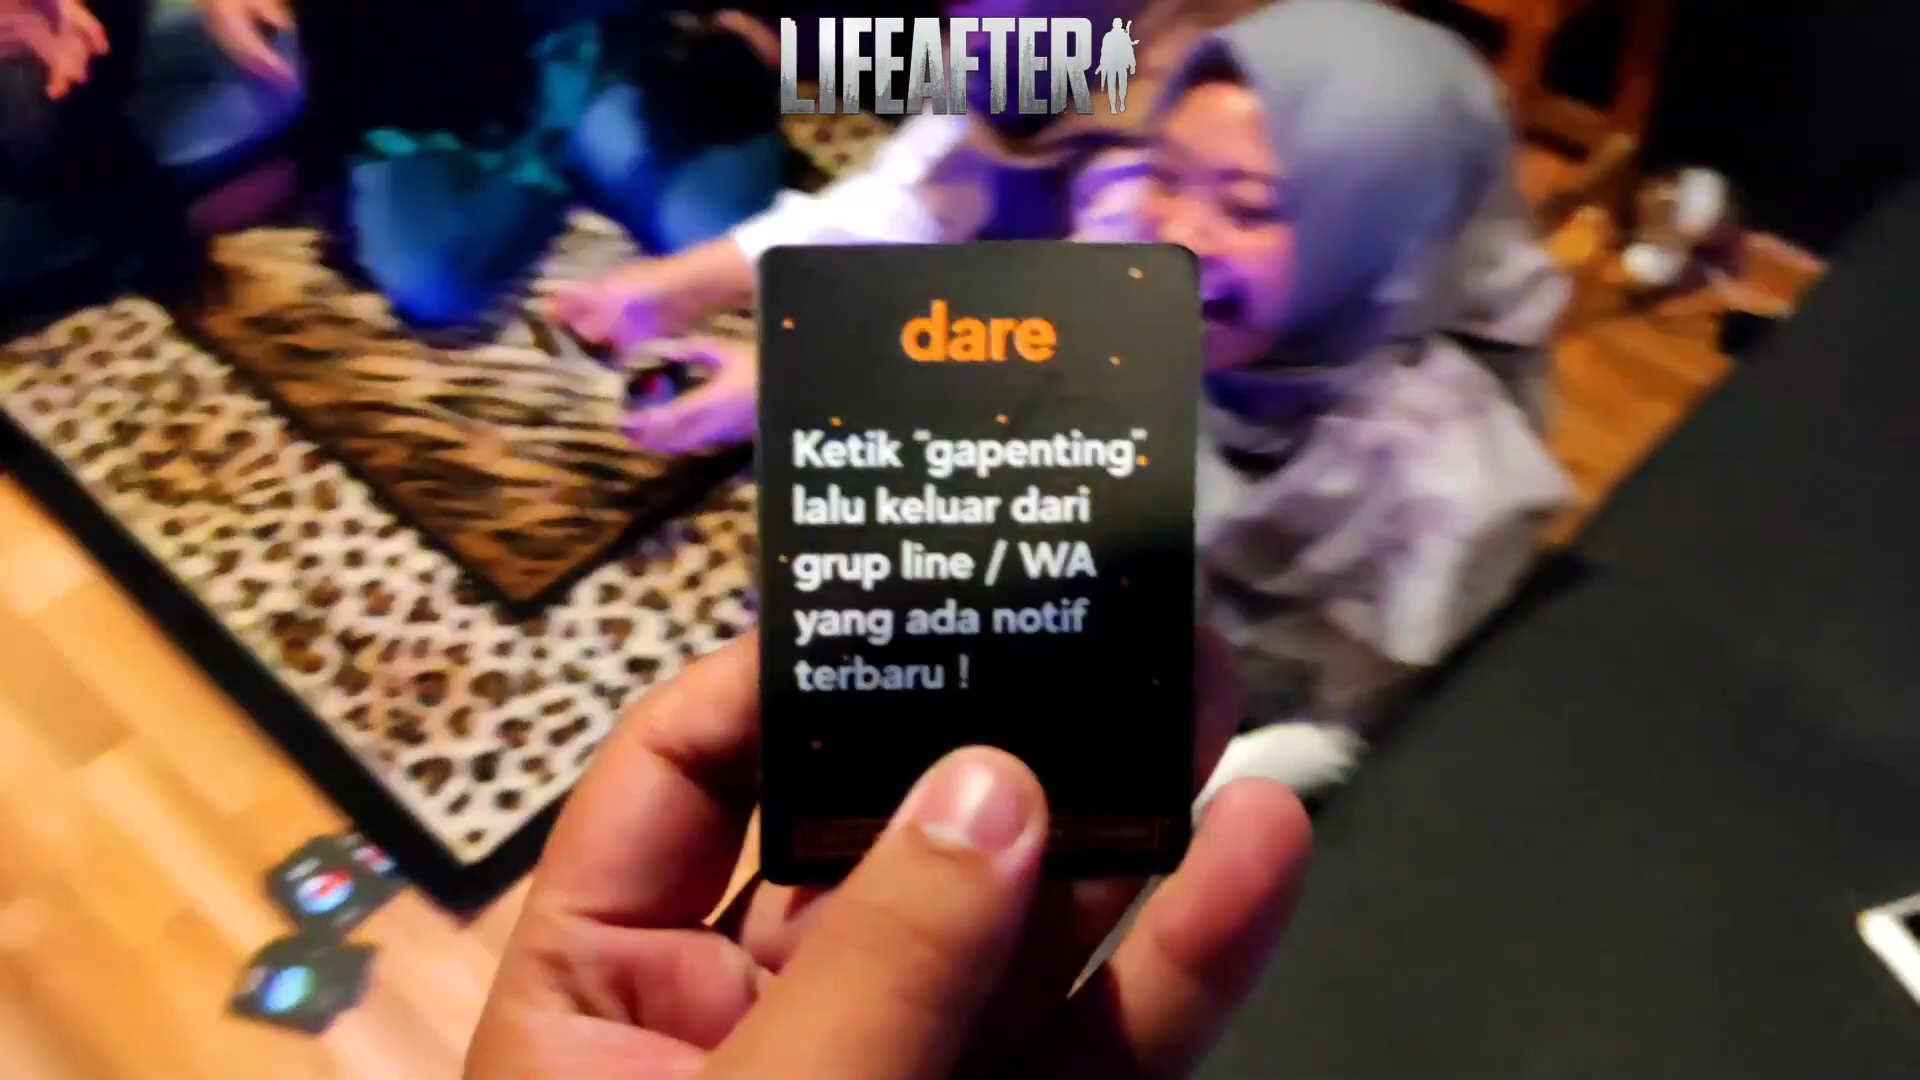 LIFEAFTER
dare
Ketik "gapenting"
lalu keluar dari
grup line / WA
yang ada notif
terbaru !